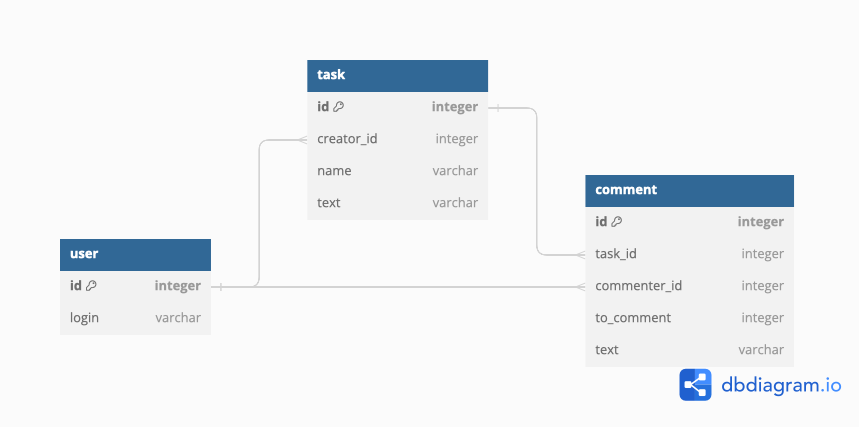 task
id integer
creator_id integer
name varchar
text varchar
comment
id integer
task_id integer
commenter_id integer
to_comment integer
text varchar
user
id integer
login varchar
dbdiagram.io